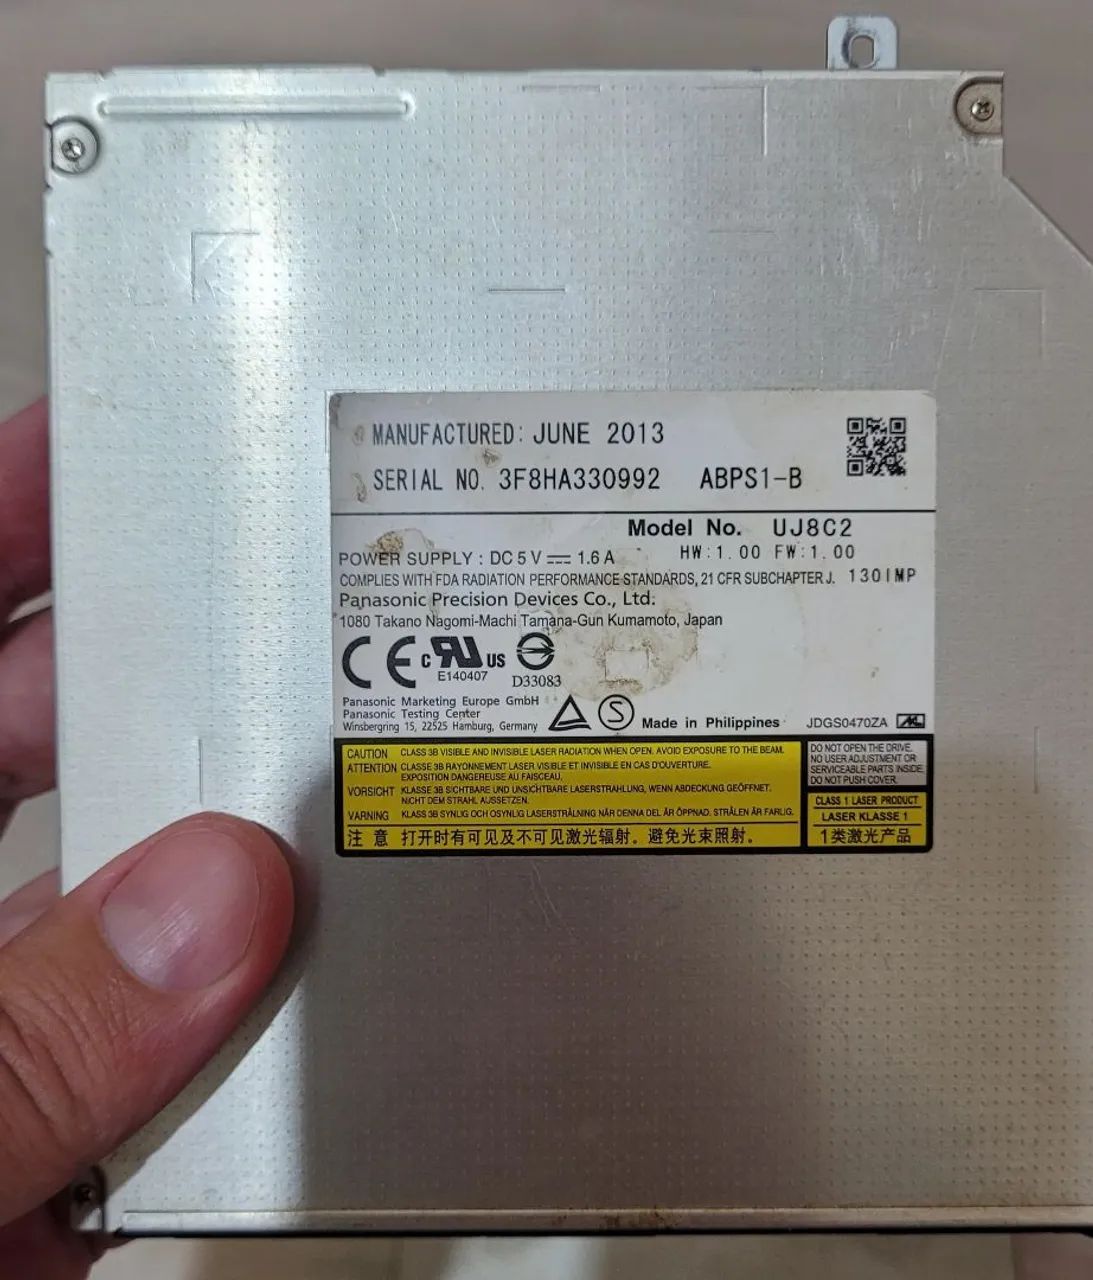 MANUFACTURED: JUNE 2013
SERIAL NO. 3F8HA330992 ABPS1-B
Model No. UJ8C2
HW:1.00 FW:1.00
POWER SUPPLY : DC 5 V ⎓ 1.6 A
COMPLIES WITH FDA RADIATION PERFORMANCE STANDARDS, 21 CFR SUBCHAPTER J. 1301MP
Panasonic Precision Devices Co., Ltd.
1080 Takano Nagomi-Machi Tamana-Gun Kumamoto, Japan
CE c RU US
E140407
D33083
Panasonic Marketing Europe GmbH
Panasonic Testing Center
Winsbergring 15, 22525 Hamburg, Germany
S
Made in Philippines
JDGS0470ZA
CAUTION CLASS 3B VISIBLE AND INVISIBLE LASER RADIATION WHEN OPEN. AVOID EXPOSURE TO THE BEAM.
ATTENTION CLASSE 3B RAYONNEMENT LASER VISIBLE ET INVISIBLE EN CAS D'OUVERTURE.
EXPOSITION DANGEREUSE AU FAISCEAU.
VORSICHT KLASSE 3B SICHTBARE UND UNSICHTBARE LASERSTRAHLUNG, WENN ABDECKUNG GEÖFFNET.
NICHT DEM STRAHL AUSSETZEN.
VARNING KLASS 3B SYNLIG OCH OSYNLIG LASERSTRÅLNING NÄR DENNA DEL ÄR ÖPPNAD. STRÅLEN ÄR FARLIG.
注 意 打开时有可见及不可见激光辐射。避免光束照射。
DO NOT OPEN THE DRIVE.
NO USER ADJUSTMENT OR
SERVICEABLE PARTS INSIDE.
DO NOT PUSH COVER.
CLASS 1 LASER PRODUCT
LASER KLASSE 1
1类激光产品